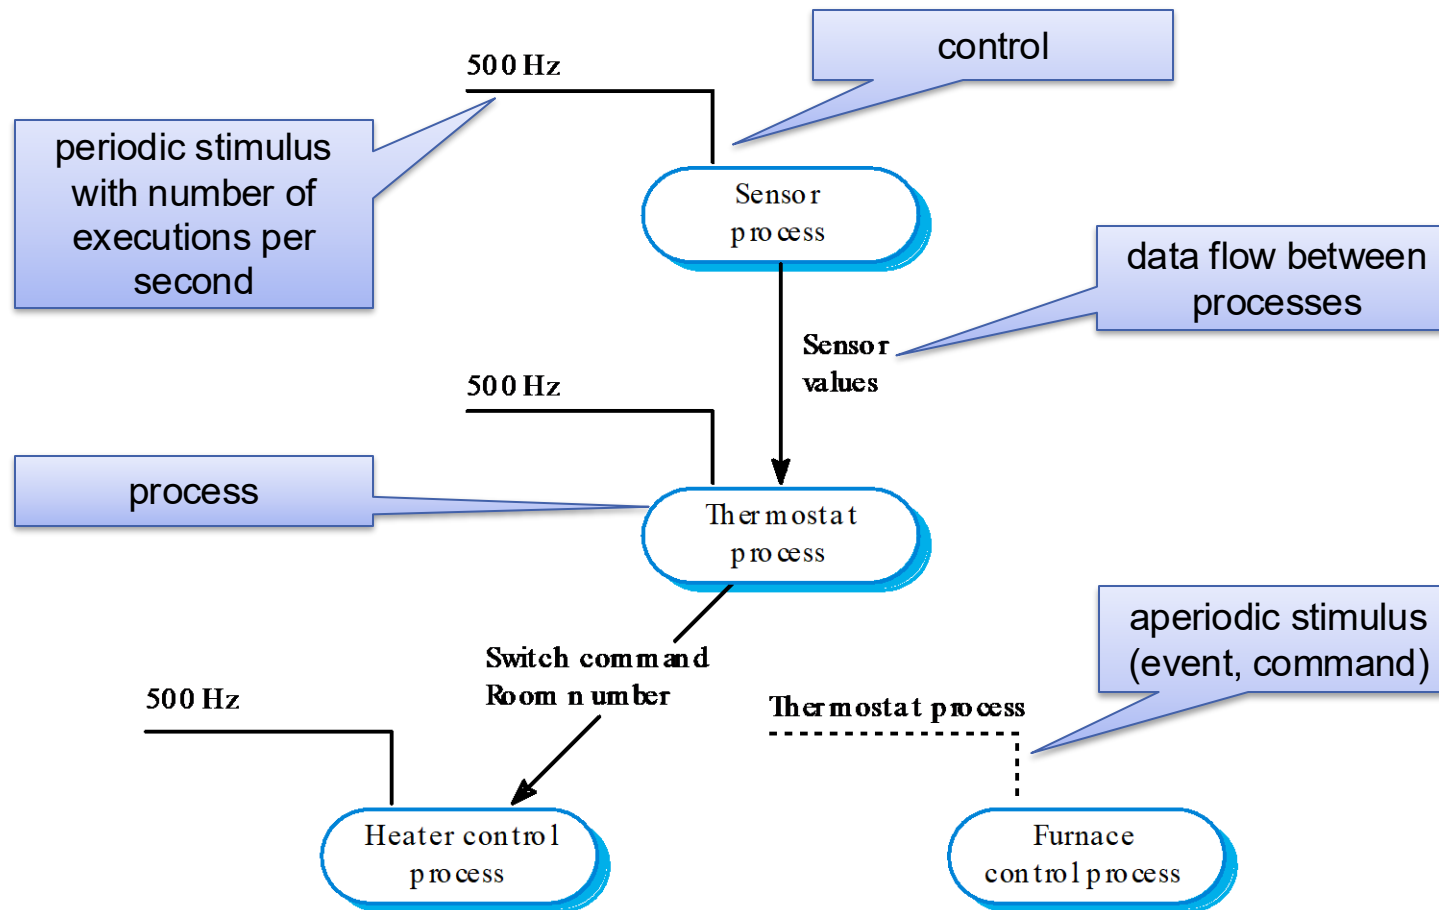 control
500 Hz
periodic stimulus
with number of
executions per
second
Sensor
process
data flow between
processes
Sensor
values
500 Hz
process
Thermostat
process
aperiodic stimulus
(event, command)
Switch command
Room number
500 Hz
Thermostat process
Heater control
process
Furnace
control process